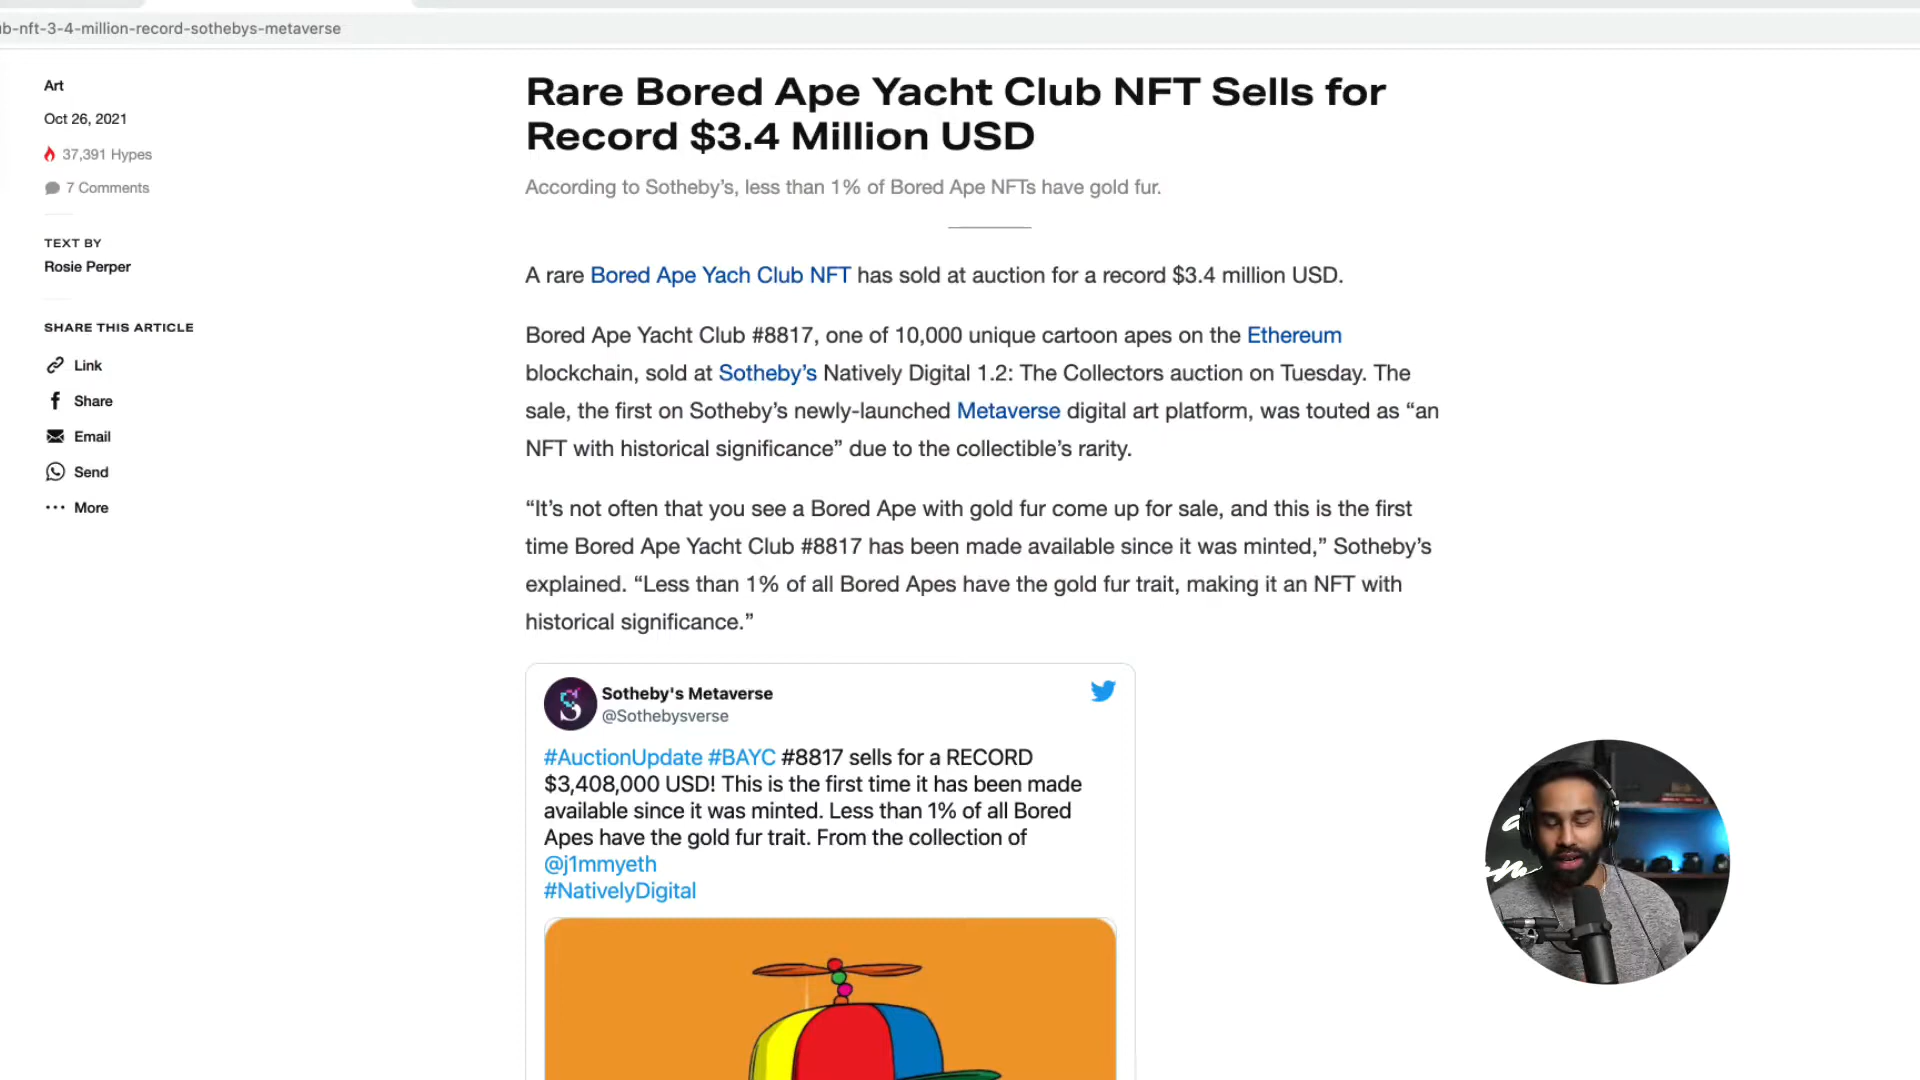 ub-nft-3-4-million-record-sothebys-metaverse
Art
Oct 26, 2021
37,391 Hypes
7 Comments
TEXT BY
Rosie Perper
SHARE THIS ARTICLE
Link
Share
Email
Send
More
Rare Bored Ape Yacht Club NFT Sells for
Record $3.4 Million USD
According to Sotheby’s, less than 1% of Bored Ape NFTs have gold fur.
A rare Bored Ape Yach Club NFT has sold at auction for a record $3.4 million USD.
Bored Ape Yacht Club #8817, one of 10,000 unique cartoon apes on the Ethereum
blockchain, sold at Sotheby’s Natively Digital 1.2: The Collectors auction on Tuesday. The
sale, the first on Sotheby’s newly-launched Metaverse digital art platform, was touted as “an
NFT with historical significance” due to the collectible’s rarity.
“It’s not often that you see a Bored Ape with gold fur come up for sale, and this is the first
time Bored Ape Yacht Club #8817 has been made available since it was minted,” Sotheby’s
explained. “Less than 1% of all Bored Apes have the gold fur trait, making it an NFT with
historical significance.”
Sotheby's Metaverse
@Sothebysverse
#AuctionUpdate #BAYC #8817 sells for a RECORD
$3,408,000 USD! This is the first time it has been made
available since it was minted. Less than 1% of all Bored
Apes have the gold fur trait. From the collection of
@j1mmyeth
#NativelyDigital